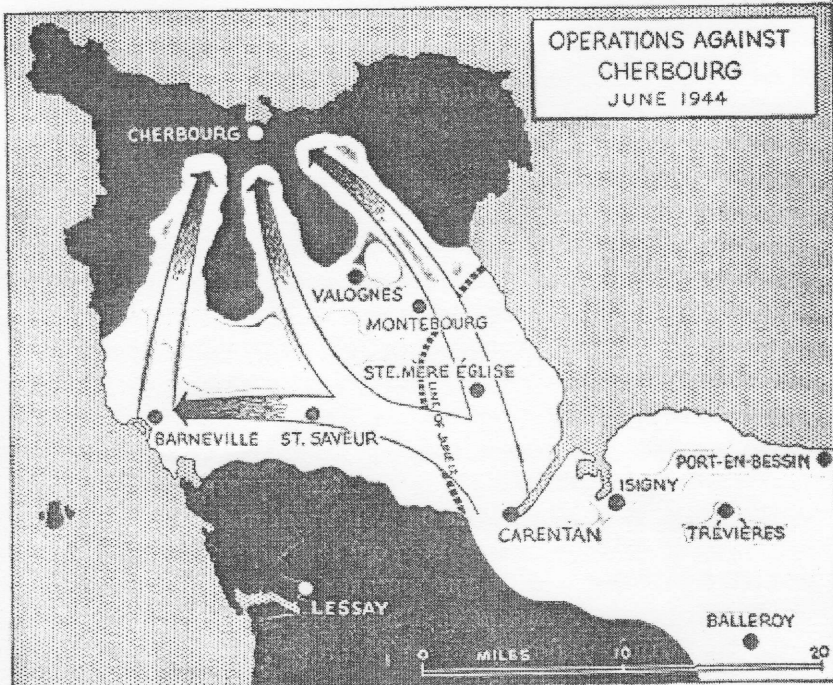 OPERATIONS AGAINST
CHERBOURG
JUNE 1944
CHERBOURG
VALOGNES
MONTEBOURG
STE. MÈRE ÉGLISE
LINE OF JUNE
BARNEVILLE
ST. SAVEUR
PORT-EN-BESSIN
ISIGNY
CARENTAN
TRÉVIÈRES
LESSAY
BALLEROY
0 MILES 10 20